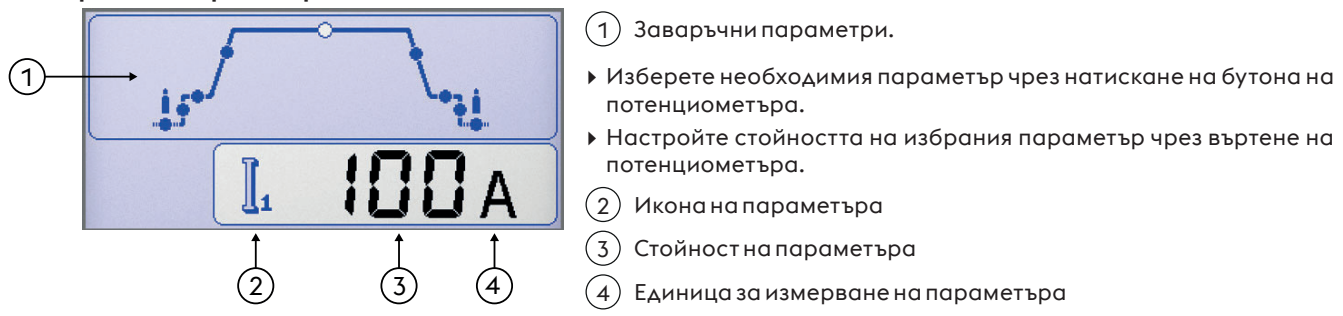 1 Заваръчни параметри.
1
‣ Изберете необходимия параметър чрез натискане на бутона на
потенциометъра.
‣ Настройте стойността на избрания параметър чрез въртене на
потенциометъра.
I1 100 A
2 Икона на параметъра
3 Стойност на параметъра
2 3 4
4 Единица за измерване на параметъра